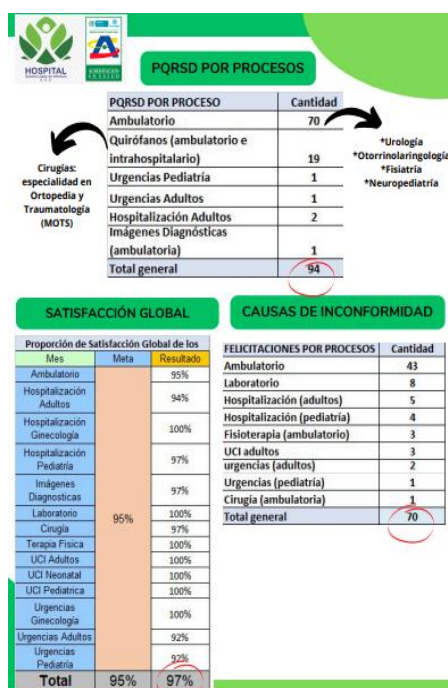 HOSPITAL
PQRSD POR PROCESOS
PQRSD POR PROCESO Cantidad
Ambulatorio 70
Quirófanos (ambulatorio e
intrahospitalario) 19
Urgencias Pediatría 1
Urgencias Adultos 1
Hospitalización Adultos 2
Imágenes Diagnósticas
(ambulatoria) 1
Total general 94
Cirugías:
especialidad en
Ortopedia y
Traumatología
(MOTS)
*Urología
*Otorrinolaringología
*Fisiatría
*Neuropediatría
SATISFACCIÓN GLOBAL
Proporción de Satisfacción Global de los
Mes Meta Resultado
Ambulatorio 95%
Hospitalización
Adultos 94%
Hospitalización
Ginecología 100%
Hospitalización
Pediatría 97%
Imágenes
Diagnosticas 97%
Laboratorio 100%
95%
Cirugía 97%
Terapia Fisica 100%
UCI Adultos 100%
UCI Neonatal 100%
UCI Pediatrica 100%
Urgencias
Ginecología 100%
Urgencias Adultos 92%
Urgencias
Pediatría 92%
Total 95% 97%
CAUSAS DE INCONFORMIDAD
FELICITACIONES POR PROCESOS Cantidad
Ambulatorio 43
Laboratorio 8
Hospitalización (adultos) 5
Hospitalización (pediatría) 4
Fisioterapia (ambulatorio) 3
UCI adultos 3
urgencias (adultos) 2
Urgencias (pediatría) 1
Cirugía (ambulatoria) 1
Total general 70